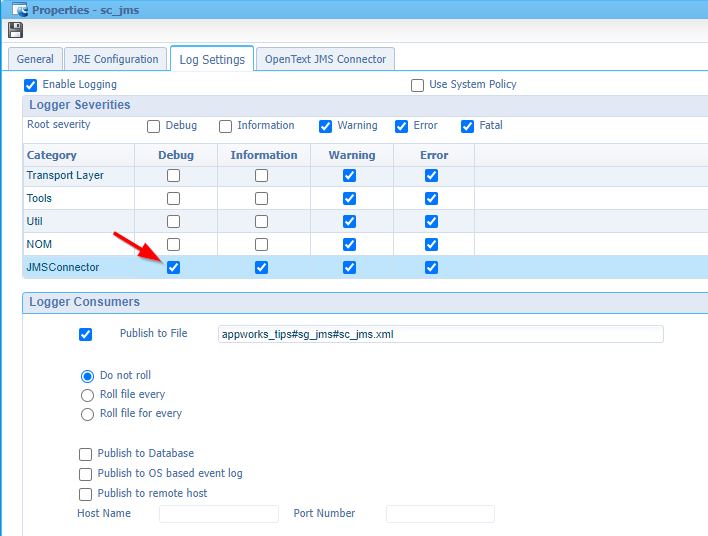 Properties - sc_jms
General JRE Configuration Log Settings OpenText JMS Connector
Enable Logging Use System Policy
Logger Severities
Root severity Debug Information Warning Error Fatal
Category Debug Information Warning Error
Transport Layer
Tools
Util
NOM
JMSConnector
Logger Consumers
Publish to File appworks_tips#sg_jms#sc_jms.xml
Do not roll
Roll file every
Roll file for every
Publish to Database
Publish to OS based event log
Publish to remote host
Host Name Port Number